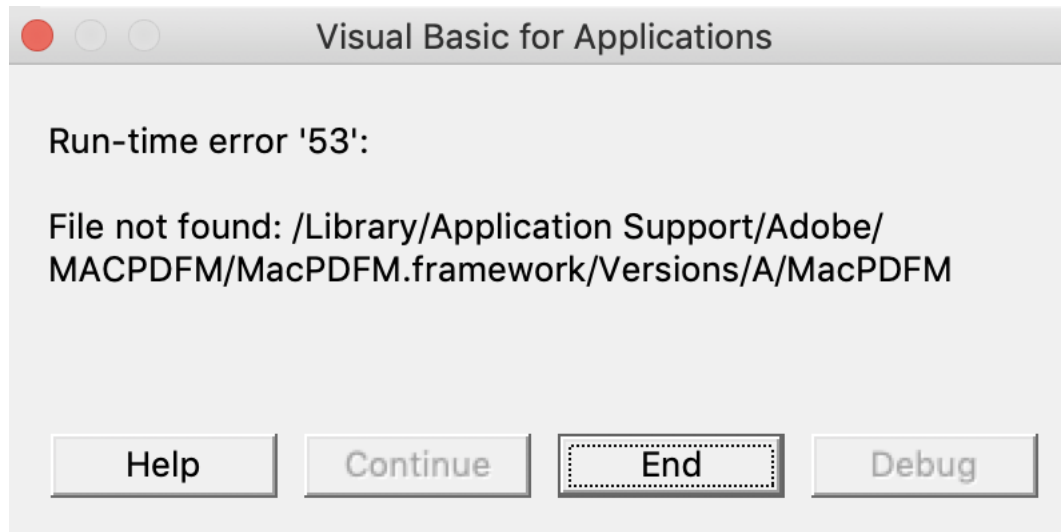 Visual Basic for Applications
Run-time error '53':
File not found: /Library/Application Support/Adobe/
MACPDFM/MacPDFM.framework/Versions/A/MacPDFM
Help
Continue
End
Debug